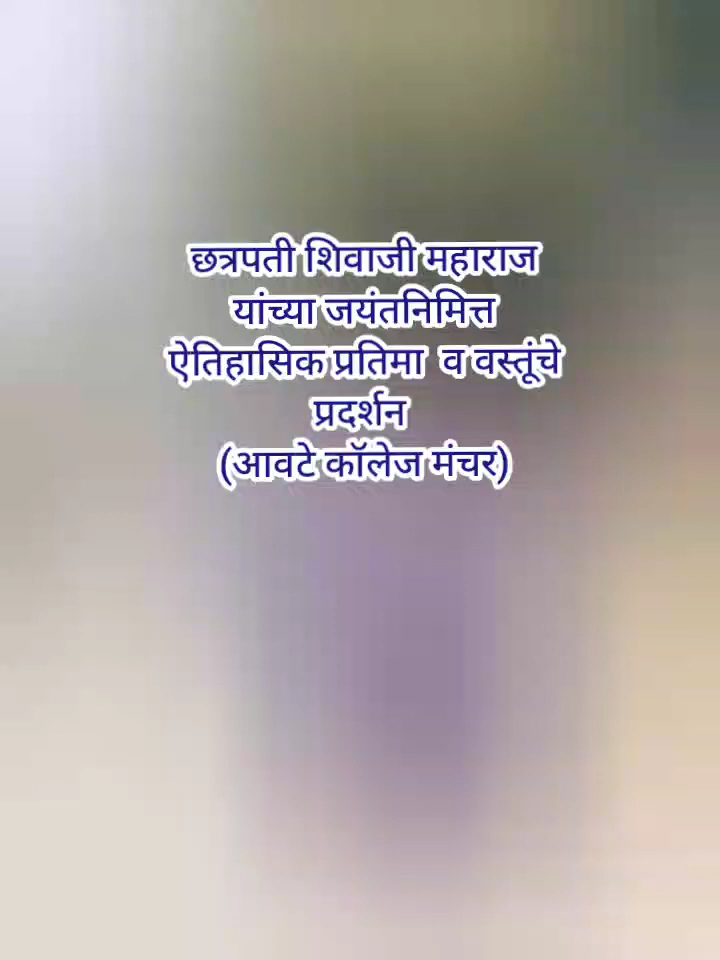 छत्रपती शिवाजी महाराज
यांच्या जयंतनिमित्त
ऐतिहासिक प्रतिमा व वस्तूंचे
प्रदर्शन
(आवटे कॉलेज मंचर)